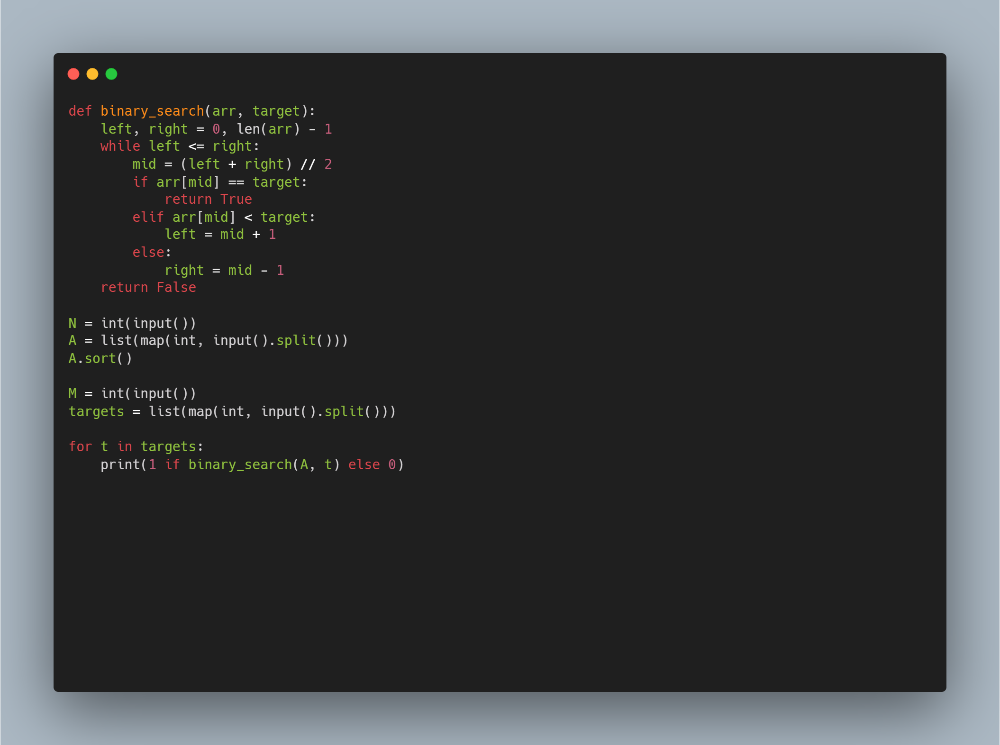 def binary_search(arr, target):
    left, right = 0, len(arr) - 1
    while left <= right:
        mid = (left + right) // 2
        if arr[mid] == target:
            return True
        elif arr[mid] < target:
            left = mid + 1
        else:
            right = mid - 1
    return False

N = int(input())
A = list(map(int, input().split()))
A.sort()

M = int(input())
targets = list(map(int, input().split()))

for t in targets:
    print(1 if binary_search(A, t) else 0)